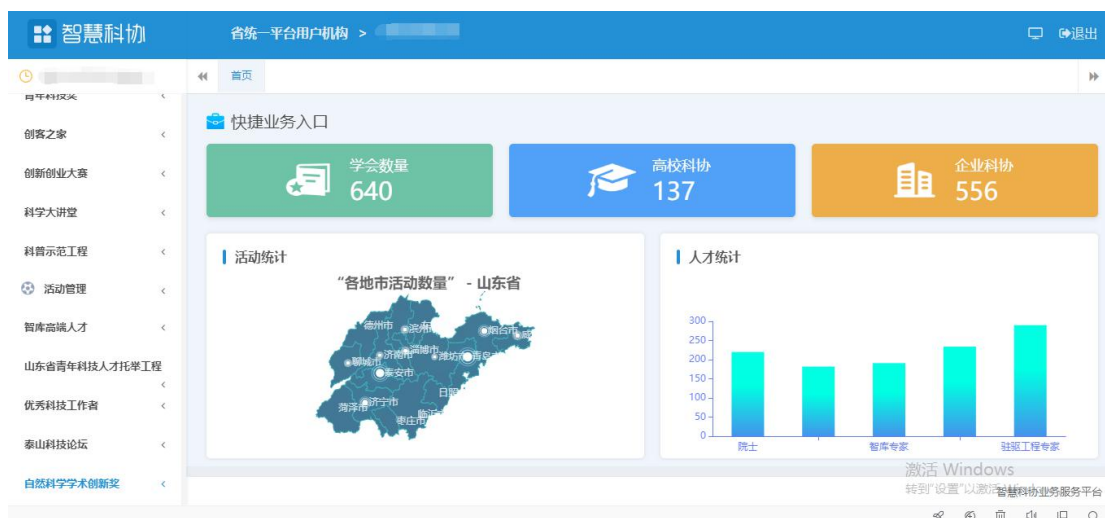 智慧科协
省统一平台用户机构 >
退出
首页
青年科技奖
创客之家
创新创业大赛
科学大讲堂
科普示范工程
活动管理
智库高端人才
山东省青年科技人才托举工程
优秀科技工作者
泰山科技论坛
自然科学学术创新奖
快捷业务入口
学会数量
640
高校科协
137
企业科协
556
活动统计
“各地市活动数量” - 山东省
德州市
滨州
烟台市
威
聊城市
济南市
淄博市
潍坊市
青岛
泰安市
日
菏泽市
济宁市
临沂
枣庄市
人才统计
300
250
200
150
100
50
0
院士
智库专家
驻驱工程专家
激活 Windows
转到"设置"以激活
智慧科协业务服务平台